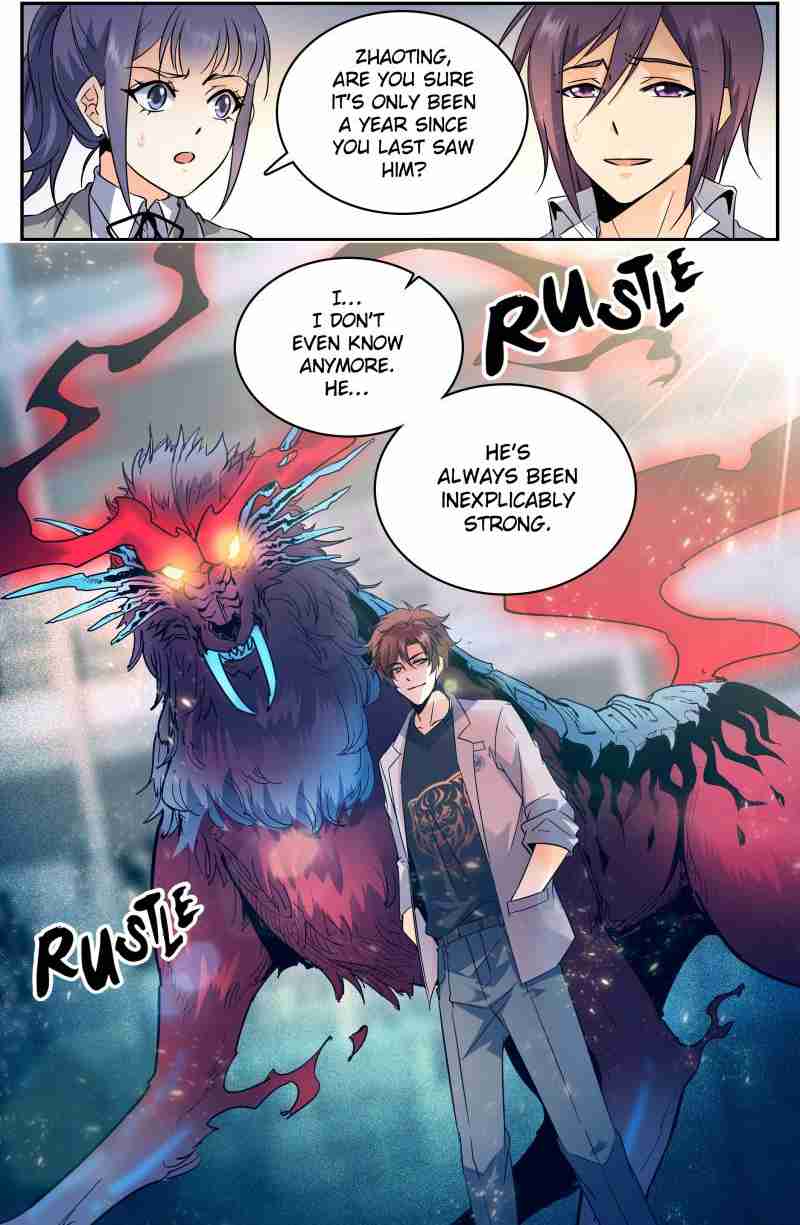 ZHAOTING,
ARE YOU SURE
IT'S ONLY BEEN
A YEAR SINCE
YOU LAST SAW
HIM?
RUSTLE
I...
I DON'T
EVEN KNOW
ANYMORE.
HE...
HE'S
ALWAYS BEEN
INEXPLICABLY
STRONG.
RUSTLE